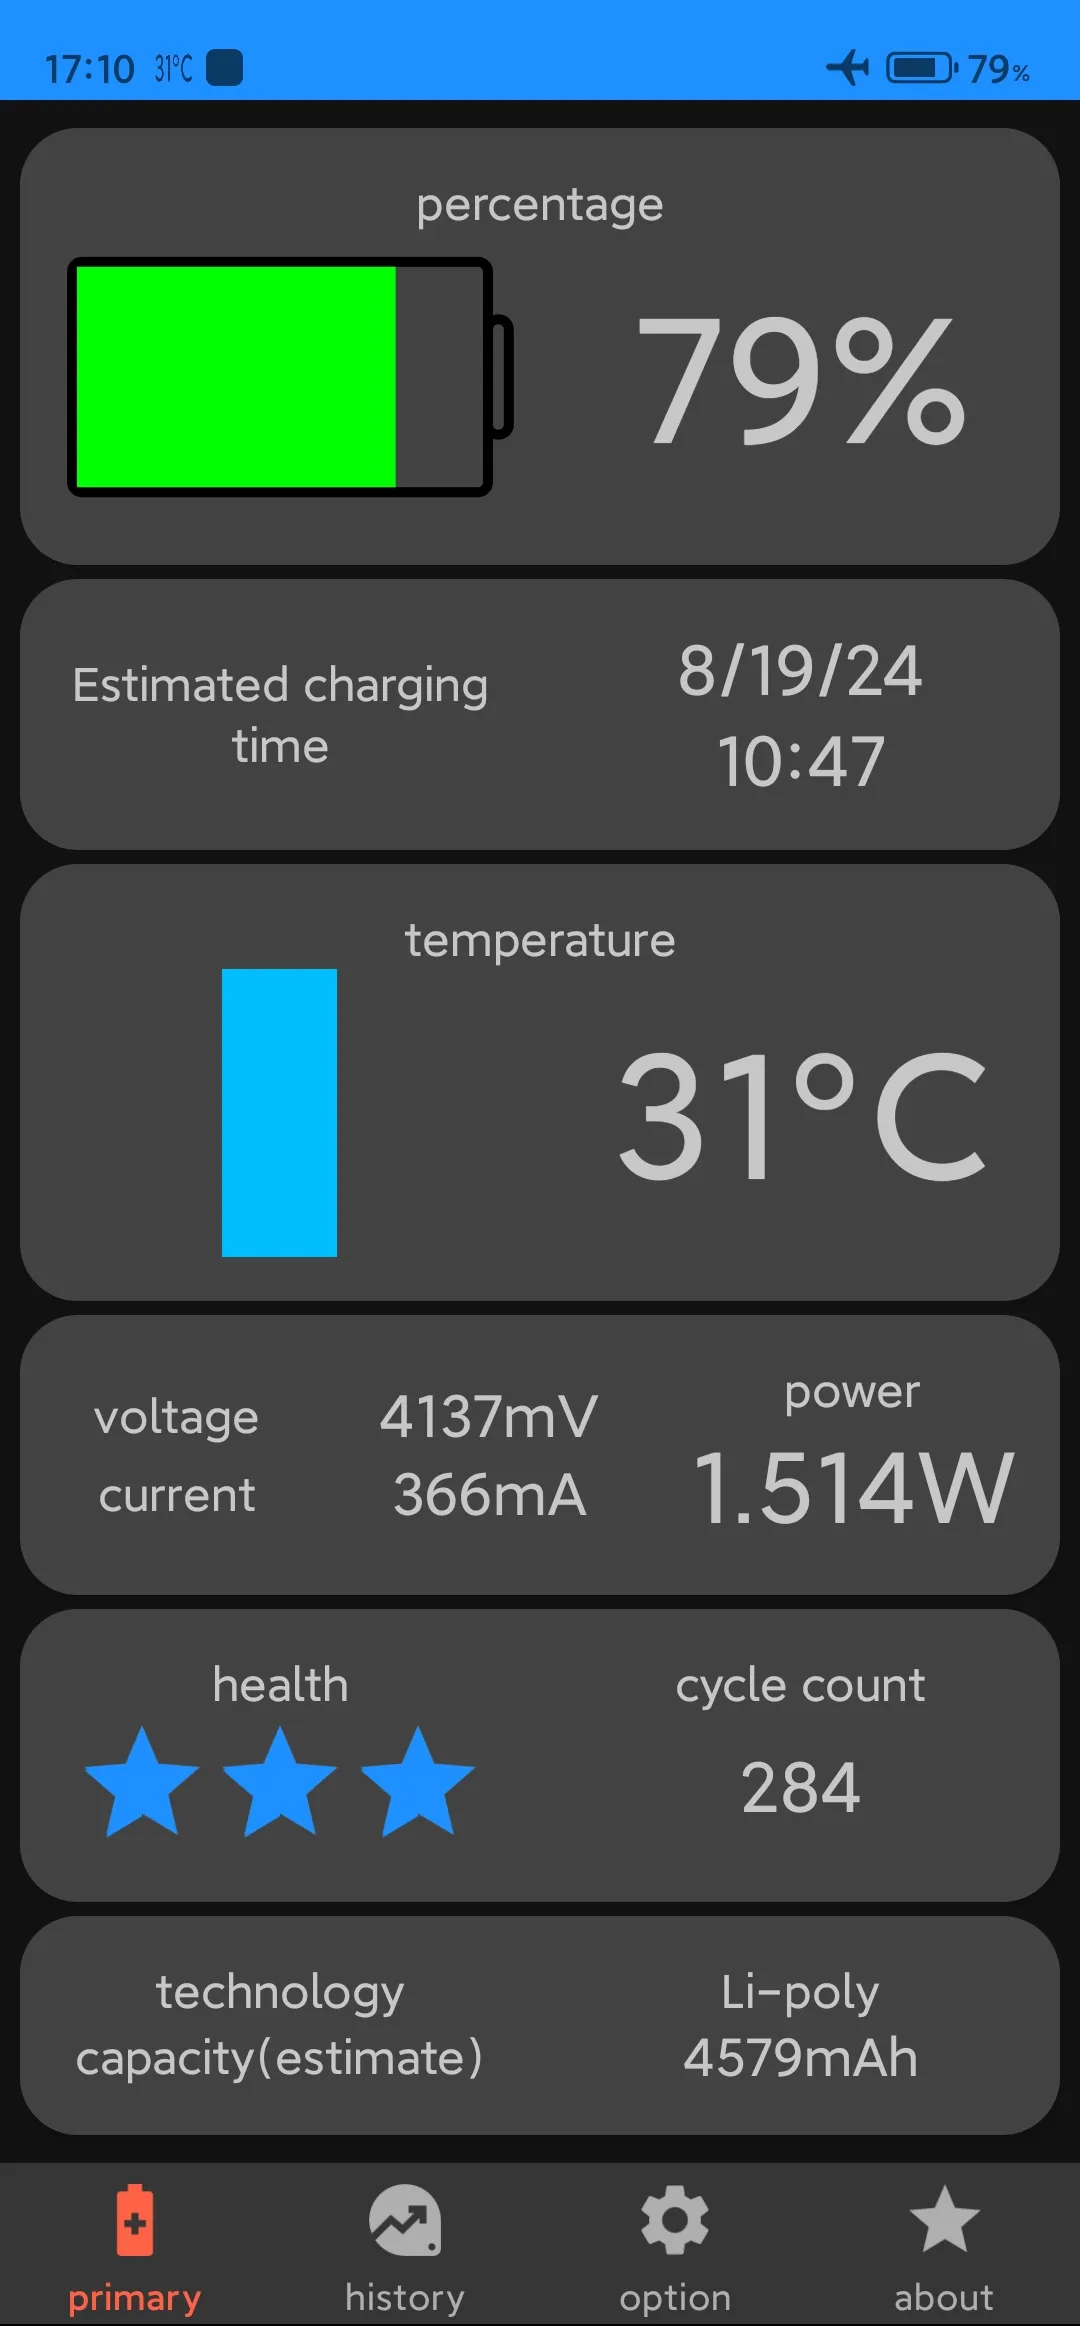 17:10 31°C 79%
percentage
79%
Estimated charging
time
8/19/24
10:47
temperature
31°C
voltage 4137mV
current 366mA
power
1.514W
health
cycle count
284
technology Li-poly
capacity(estimate) 4579mAh
primary history option about